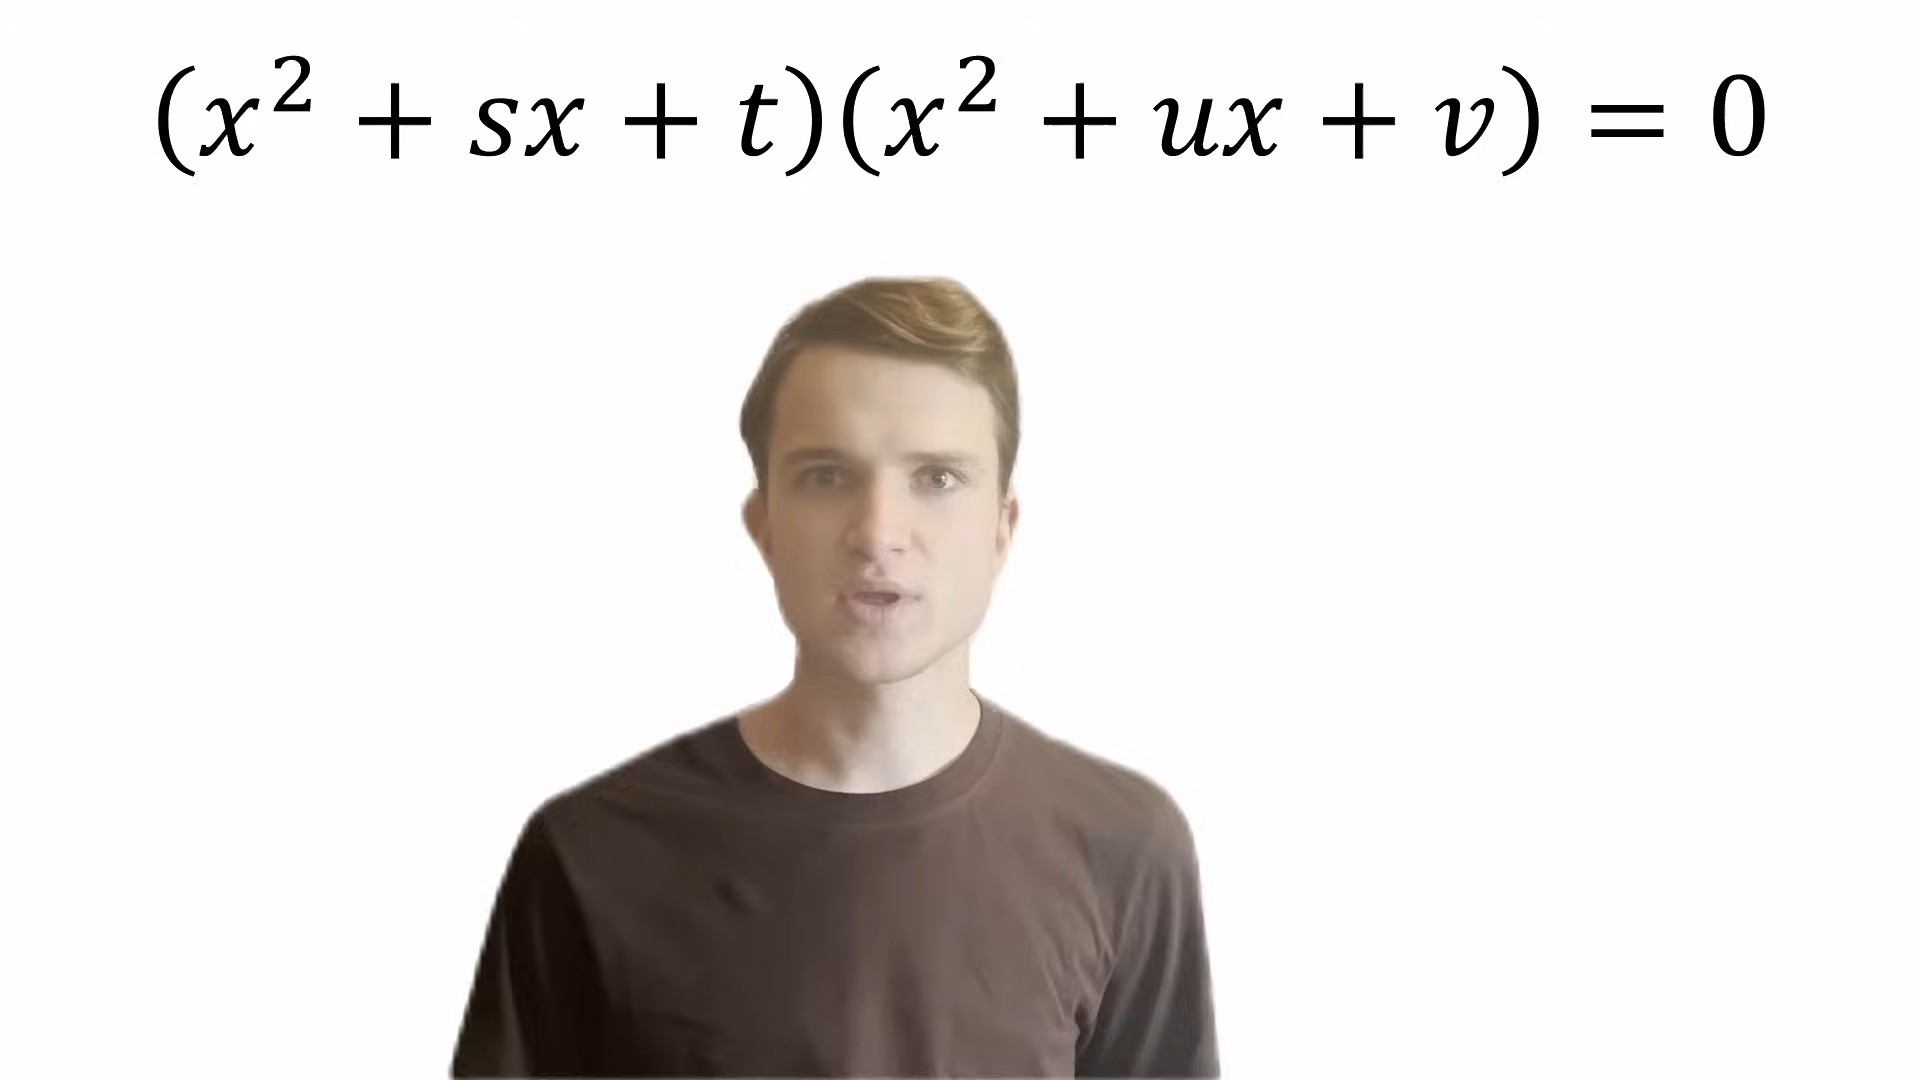 (x² + sx + t)(x² + ux + v) = 0